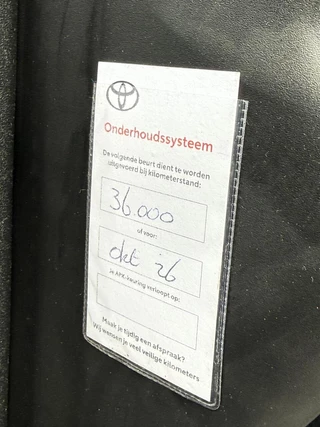 Onderhoudssysteem
De volgende beurt dient te worden
uitgevoerd bij kilometerstand:
36.000
of voor:
okt '26
Je APK-keuring verloopt op:
Maak je tijdig een afspraak?
Wij wensen je veel veilige kilometers